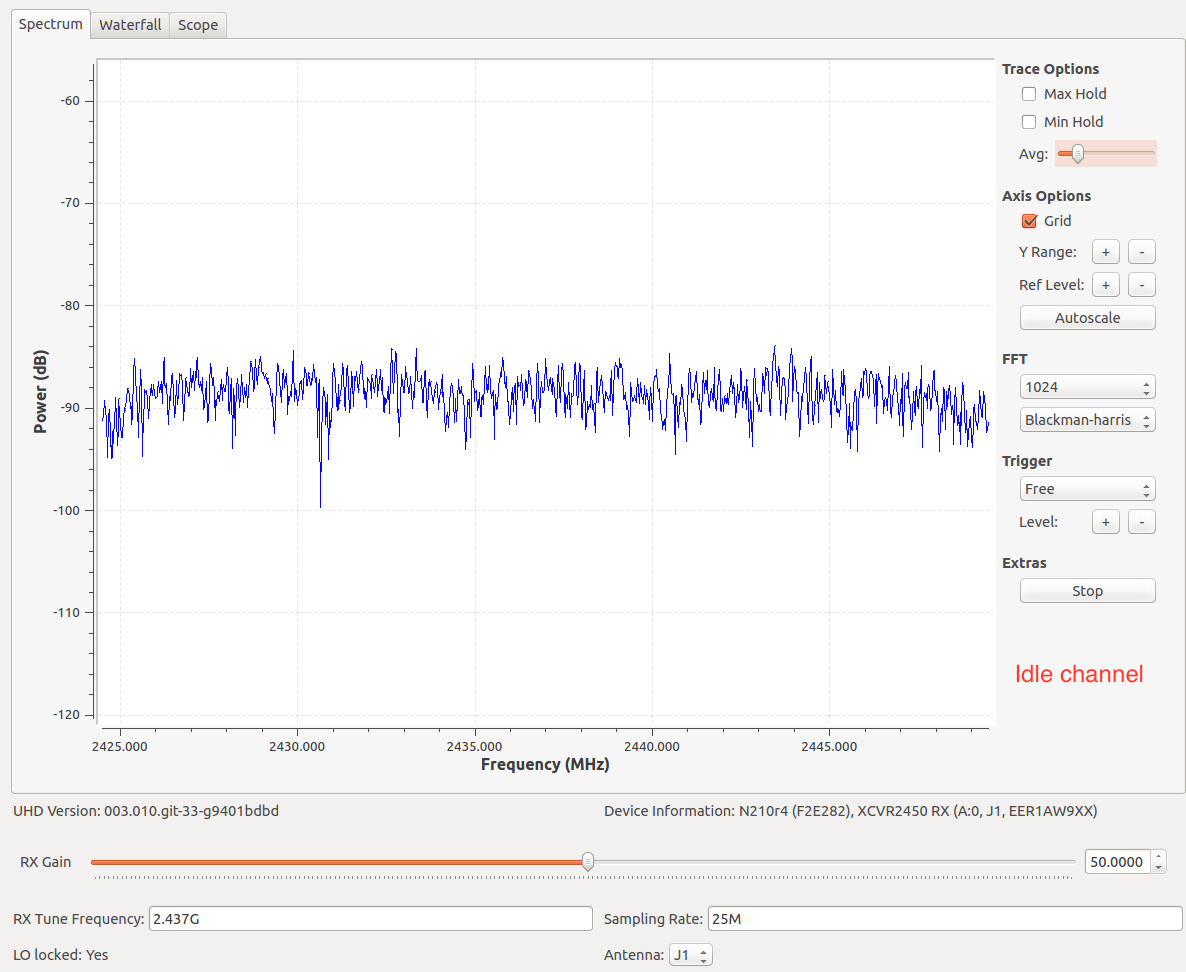 Spectrum Waterfall Scope
Trace Options
Max Hold
Min Hold
Avg:
Axis Options
Grid
Y Range: + -
Ref Level: + -
Autoscale
FFT
1024
Blackman-harris
Trigger
Free
Level: + -
Extras
Stop
Idle channel
Power (dB)
-60
-70
-80
-90
-100
-110
-120
2425.000 2430.000 2435.000 2440.000 2445.000
Frequency (MHz)
UHD Version: 003.010.git-33-g9401bdbd Device Information: N210r4 (F2E282), XCVR2450 RX (A:0, J1, EER1AW9XX)
RX Gain 50.0000
RX Tune Frequency: 2.437G Sampling Rate: 25M
LO locked: Yes Antenna: J1